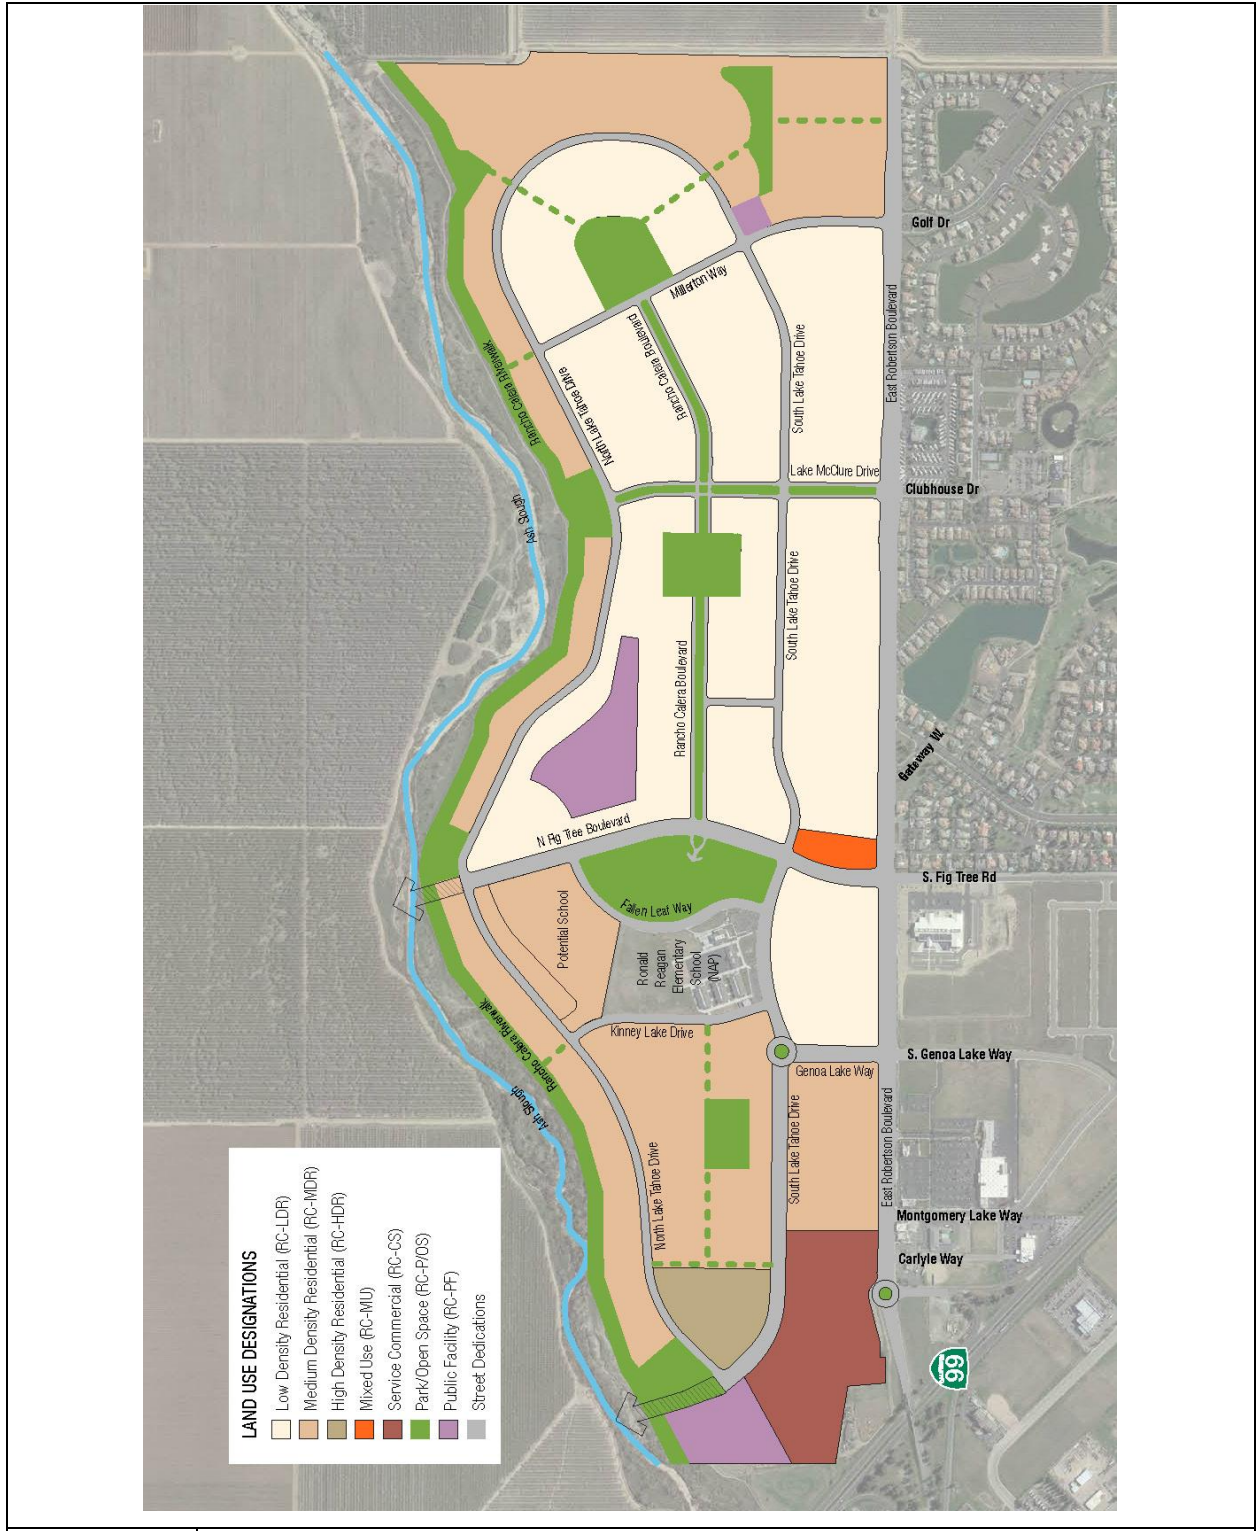 Golf Dr
Millerton Way
East Robertson Boulevard
Rancho Calera Boulevard
South Lake Tahoe Drive
Rancho Calera Riverwalk
North Lake Tahoe Drive
Lake McClure Drive
Clubhouse Dr
Ash Slough
South Lake Tahoe Drive
Rancho Calera Boulevard
Gateway W.
N Fig Tree Boulevard
S. Fig Tree Rd
Potential School
Fallen Leaf Way
Ronald
Reagan
Elementary
School
(NAP)
Rancho Calera Riverwalk
Kinney Lake Drive
S. Genoa Lake Way
Genoa Lake Way
Ash Slough
South Lake Tahoe Drive
East Robertson Boulevard
North Lake Tahoe Drive
Montgomery Lake Way
Carlyle Way
99
LAND USE DESIGNATIONS
Low Density Residential (RC-LDR)
Medium Density Residential (RC-MDR)
High Density Residential (RC-HDR)
Mixed Use (RC-MU)
Service Commercial (RC-CS)
Park/Open Space (RC-P/OS)
Public Facility (RC-PF)
Street Dedications